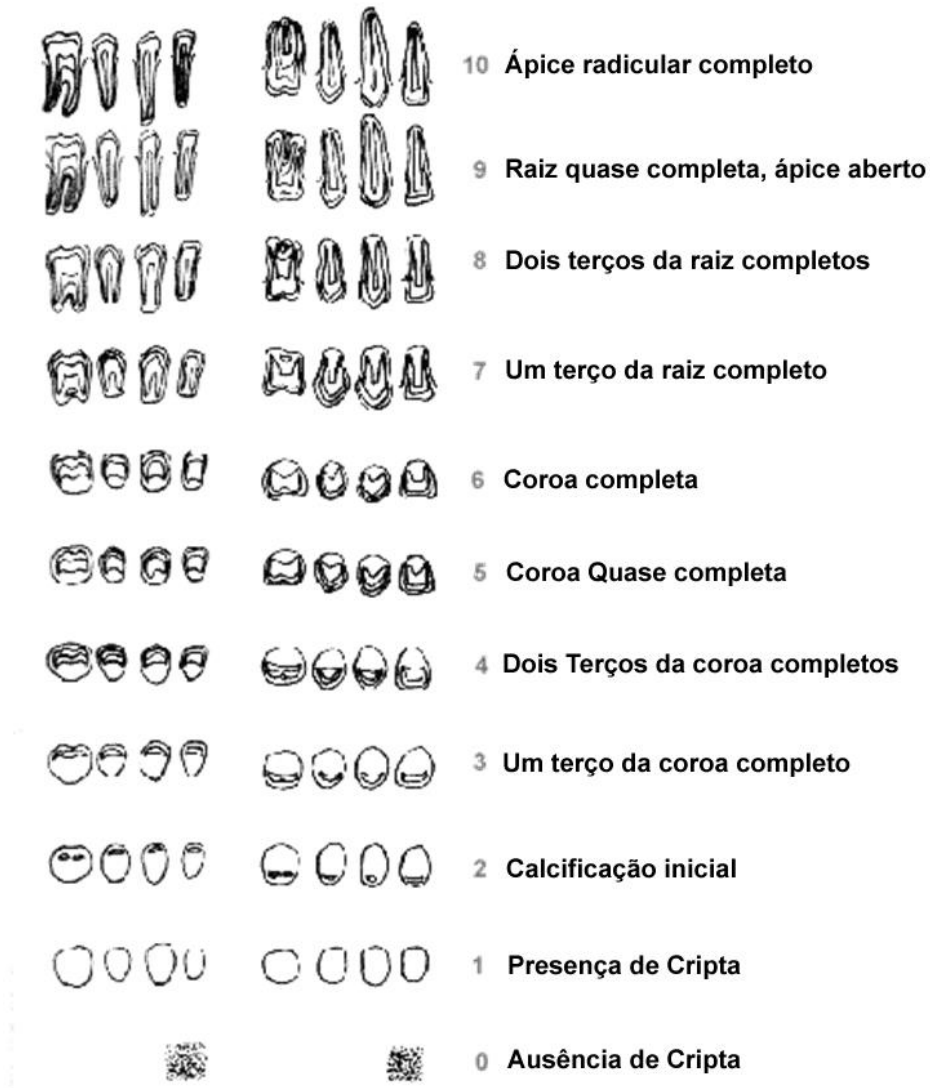 10 Ápice radicular completo
9 Raiz quase completa, ápice aberto
8 Dois terços da raiz completos
7 Um terço da raiz completo
6 Coroa completa
5 Coroa Quase completa
4 Dois Terços da coroa completos
3 Um terço da coroa completo
2 Calcificação inicial
1 Presença de Cripta
0 Ausência de Cripta